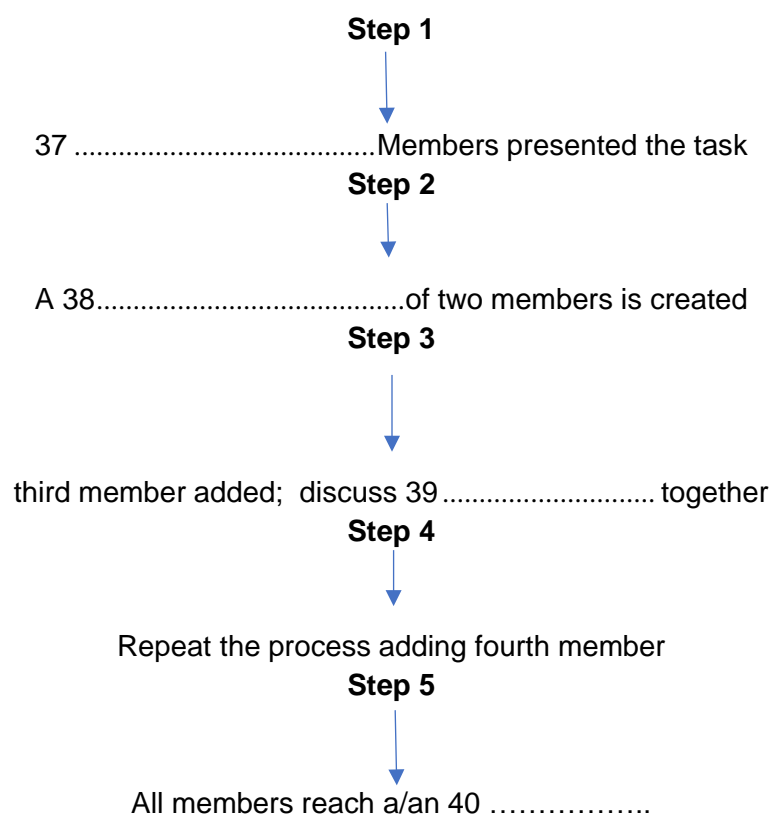 Step 1
37 ...................................Members presented the task
Step 2
A 38....................................of two members is created
Step 3
third member added; discuss 39 ........................... together
Step 4
Repeat the process adding fourth member
Step 5
All members reach a/an 40 ……………..